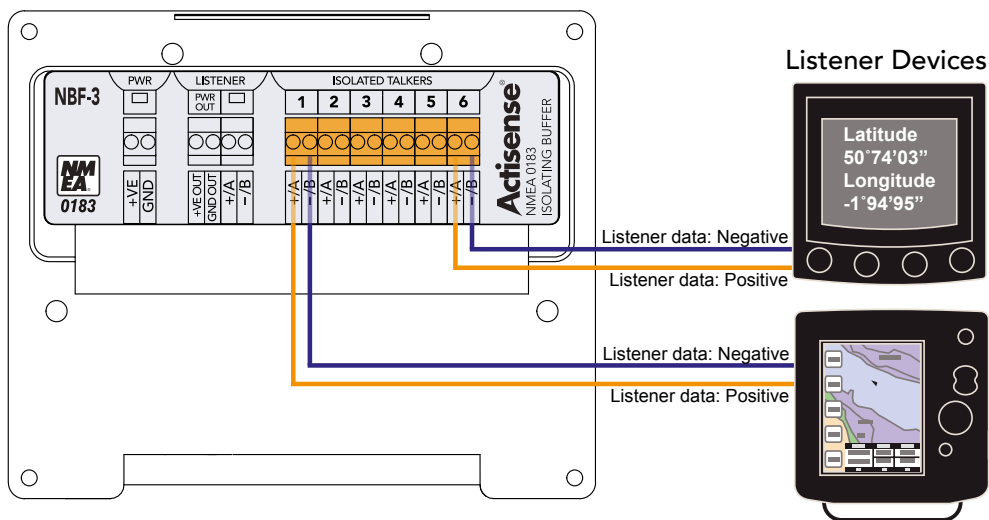 Listener Devices
NBF-3
PWR
LISTENER
PWR
OUT
ISOLATED TALKERS
1 2 3 4 5 6
NM
EA®
0183
+VE
GND
+VE OUT
GND OUT
+/A
-/B
+/A
-/B
+/A
-/B
+/A
-/B
+/A
-/B
+/A
-/B
+/A
-/B
Actisense®
NMEA 0183
ISOLATING BUFFER
Latitude
50˚74'03”
Longitude
-1˚94'95”
Listener data: Negative
Listener data: Positive
Listener data: Negative
Listener data: Positive